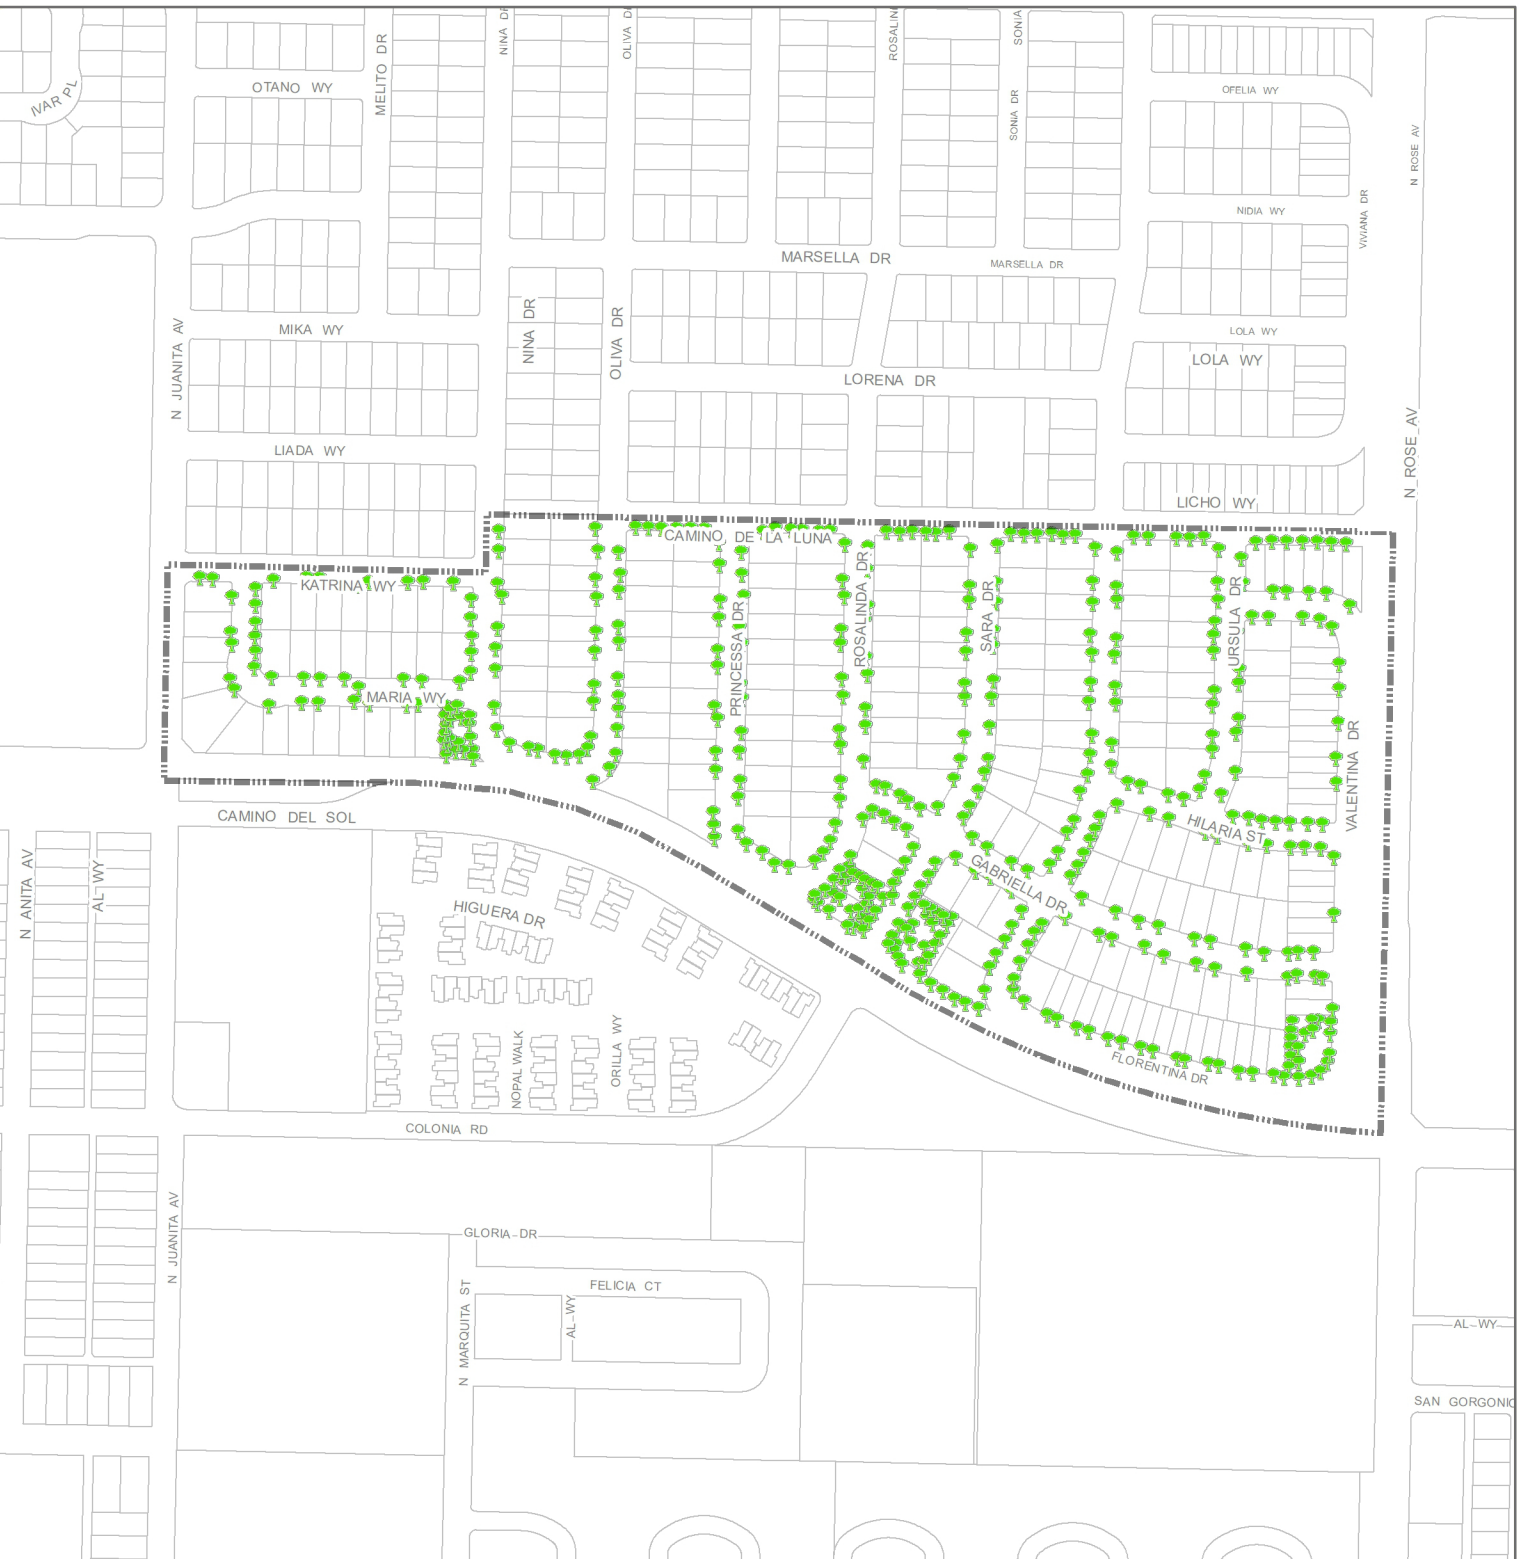 IVAR PL
OTANO WY
MELITO DR
NINA DR
OLIVA DR
SONIA
SONIA DR
OFELIA WY
N ROSE AV
NIDIA WY
VIVIANA DR
MARSELLA DR
MARSELLA DR
N JUANITA AV
MIKA WY
NINA DR
OLIVA DR
LOLA WY
LOLA WY
LORENA DR
N ROSE AV
LIADA WY
LICHO WY
CAMINO DE LA LUNA
KATRINA WY
PRINCESSA DR
ROSALINDA DR
SARA DR
URSULA DR
MARIA WY
VALENTINA DR
CAMINO DEL SOL
HILARIA ST
N ANITA AV
AL WY
GABRIELLA DR
HIGUERA DR
NOPAL WALK
ORILLA WY
FLORENTINA DR
COLONIA RD
N JUANITA AV
GLORIA DR
N MARQUITA ST
FELICIA CT
AL WY
AL WY